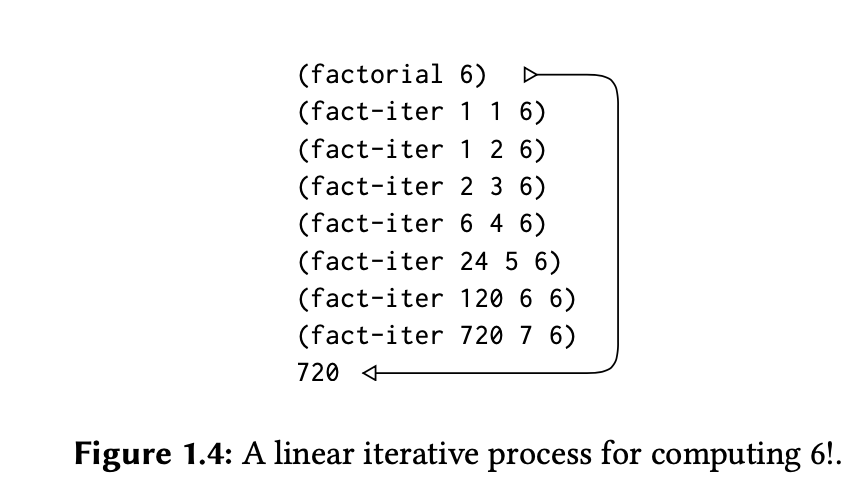 (factorial 6)
(fact-iter 1 1 6)
(fact-iter 1 2 6)
(fact-iter 2 3 6)
(fact-iter 6 4 6)
(fact-iter 24 5 6)
(fact-iter 120 6 6)
(fact-iter 720 7 6)
720
Figure 1.4: A linear iterative process for computing 6!.